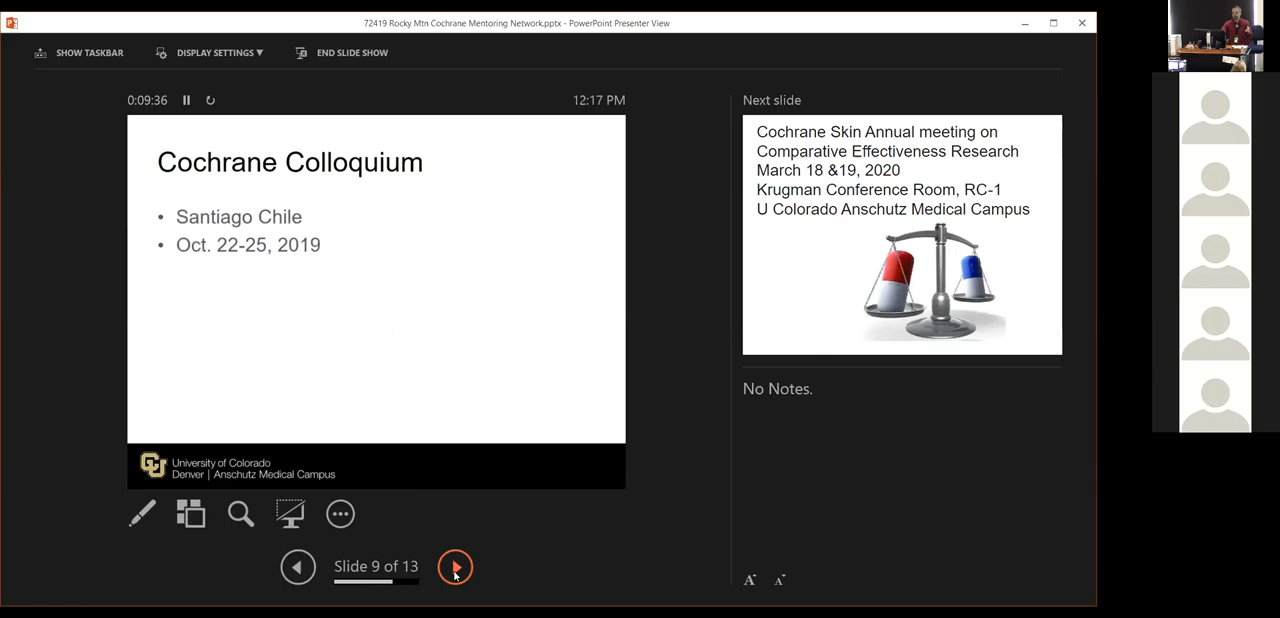 72419 Rocky Mtn Cochrane Mentoring Network.pptx - PowerPoint Presenter View
SHOW TASKBAR
DISPLAY SETTINGS ▼
END SLIDE SHOW
0:09:36
12:17 PM
Cochrane Colloquium
• Santiago Chile
• Oct. 22-25, 2019
University of Colorado
Denver | Anschutz Medical Campus
Slide 9 of 13
Next slide
Cochrane Skin Annual meeting on
Comparative Effectiveness Research
March 18 &19, 2020
Krugman Conference Room, RC-1
U Colorado Anschutz Medical Campus
No Notes.
A A